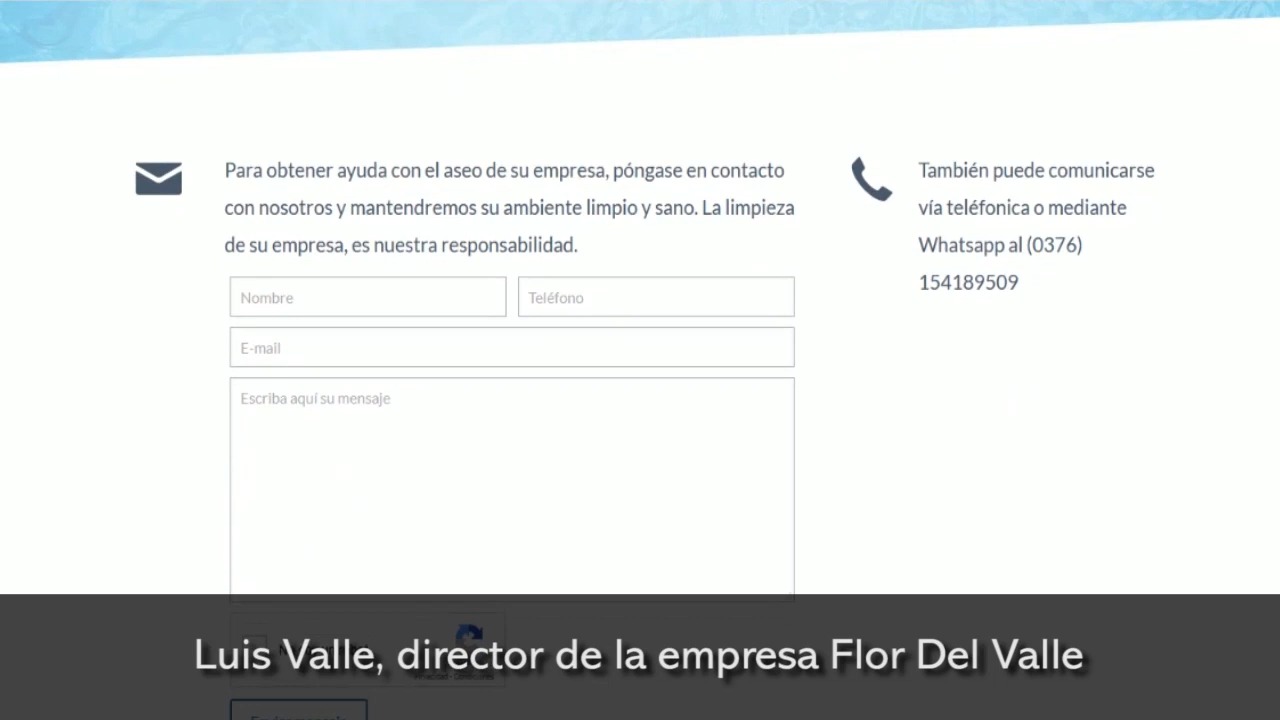 Para obtener ayuda con el aseo de su empresa, póngase en contacto
con nosotros y mantendremos su ambiente limpio y sano. La limpieza
de su empresa, es nuestra responsabilidad.
Nombre
Teléfono
E-mail
Escriba aquí su mensaje
También puede comunicarse
vía teléfonica o mediante
Whatsapp al (0376)
154189509
Luis Valle, director de la empresa Flor Del Valle